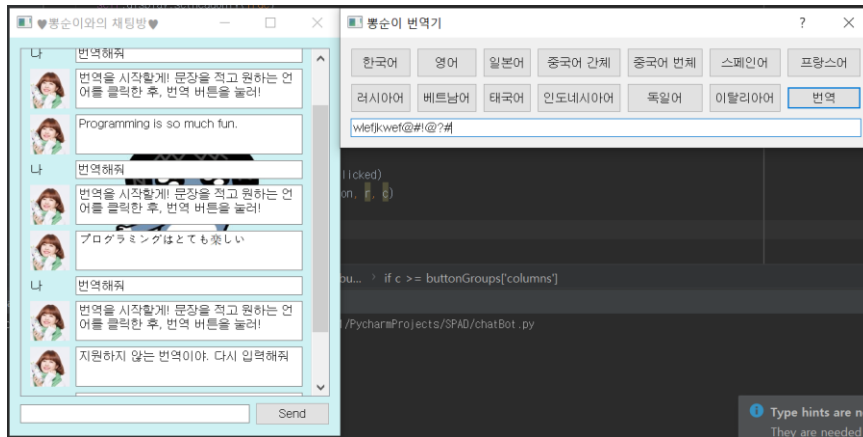 ♥뽕순이와의 채팅방♥
나
번역해줘
번역을 시작할게! 문장을 적고 원하는 언
어를 클릭한 후, 번역 버튼을 눌러!
Programming is so much fun.
나
번역해줘
번역을 시작할게! 문장을 적고 원하는 언
어를 클릭한 후, 번역 버튼을 눌러!
プログラミングはとても楽しい
나
번역해줘
번역을 시작할게! 문장을 적고 원하는 언
어를 클릭한 후, 번역 버튼을 눌러!
지원하지 않는 번역이야. 다시 입력해줘
Send
뽕순이 번역기
?
한국어 영어 일본어 중국어 간체 중국어 번체 스페인어 프랑스어
러시아어 베트남어 태국어 인도네시아어 독일어 이탈리아어 번역
wlefjkwef@#!@?#
licked)
on, r, c)
bu... › if c >= buttonGroups['columns']
/PycharmProjects/SPAD/chatBot.py
Type hints are n
They are needed